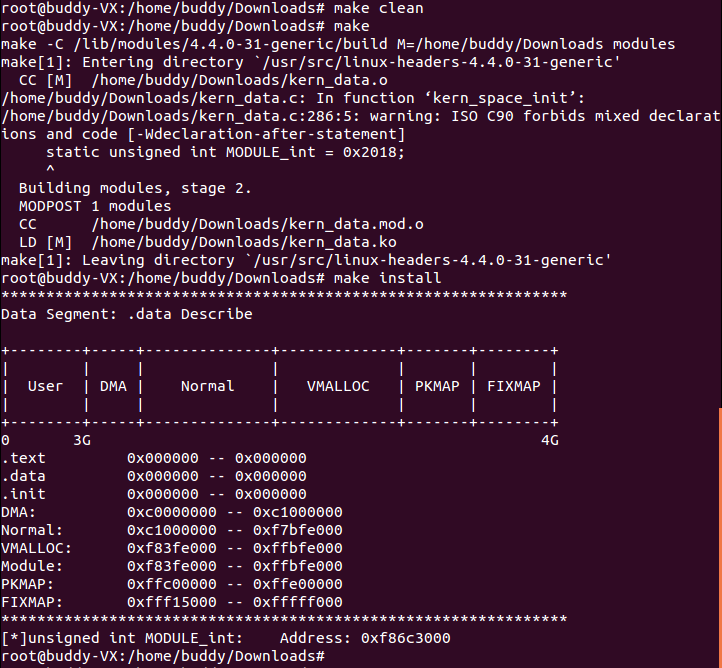 root@buddy-VX:/home/buddy/Downloads# make clean
root@buddy-VX:/home/buddy/Downloads# make
make -C /lib/modules/4.4.0-31-generic/build M=/home/buddy/Downloads modules
make[1]: Entering directory `/usr/src/linux-headers-4.4.0-31-generic'
  CC [M]  /home/buddy/Downloads/kern_data.o
/home/buddy/Downloads/kern_data.c: In function ‘kern_space_init’:
/home/buddy/Downloads/kern_data.c:286:5: warning: ISO C90 forbids mixed declarat
ions and code [-Wdeclaration-after-statement]
     static unsigned int MODULE_int = 0x2018;
     ^
  Building modules, stage 2.
  MODPOST 1 modules
  CC      /home/buddy/Downloads/kern_data.mod.o
  LD [M]  /home/buddy/Downloads/kern_data.ko
make[1]: Leaving directory `/usr/src/linux-headers-4.4.0-31-generic'
root@buddy-VX:/home/buddy/Downloads# make install
***************************************************************
Data Segment: .data Describe

+--------+-----+--------------+-------------+-------+--------+
|        |     |              |             |       |        |
|  User  | DMA |    Normal    |   VMALLOC   | PKMAP | FIXMAP |
|        |     |              |             |       |        |
+--------+-----+--------------+-------------+-------+--------+
0       3G                                                  4G
.text         0x000000 -- 0x000000
.data         0x000000 -- 0x000000
.init         0x000000 -- 0x000000
DMA:          0xc0000000 -- 0xc1000000
Normal:       0xc1000000 -- 0xf7bfe000
VMALLOC:      0xf83fe000 -- 0xffbfe000
Module:       0xf83fe000 -- 0xffbfe000
PKMAP:        0xffc00000 -- 0xffe00000
FIXMAP:       0xfff15000 -- 0xfffff000
***************************************************************
[*]unsigned int MODULE_int:    Address: 0xf86c3000
root@buddy-VX:/home/buddy/Downloads#